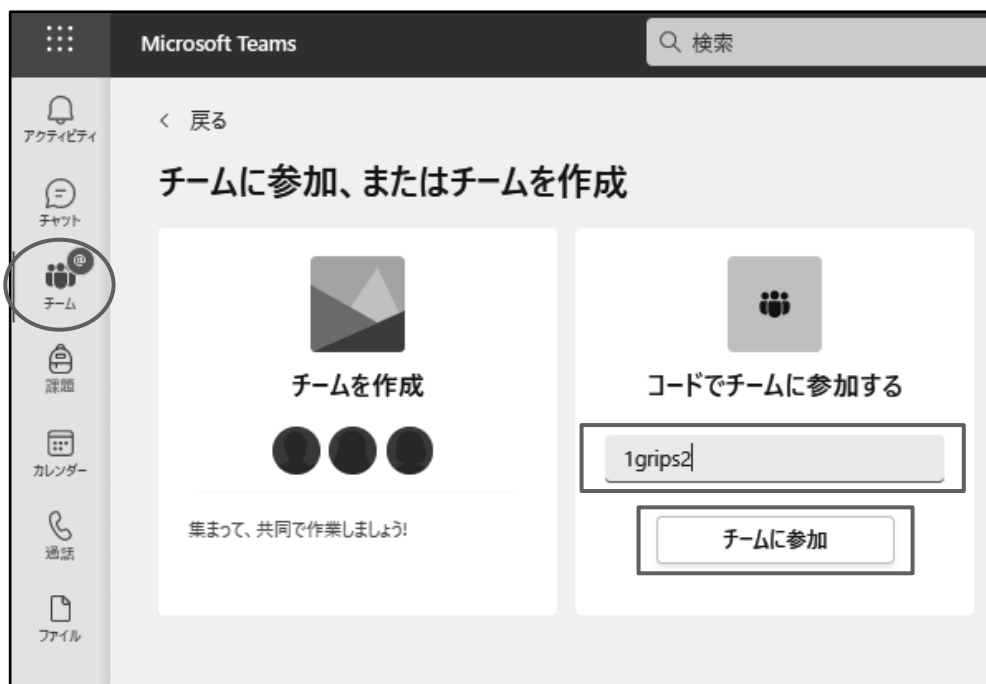 Microsoft Teams
検索
アクティビティ
チャット
@
チーム
課題
カレンダー
通話
ファイル
戻る
チームに参加、またはチームを作成
チームを作成
集まって、共同で作業しましょう!
コードでチームに参加する
1grips2
チームに参加